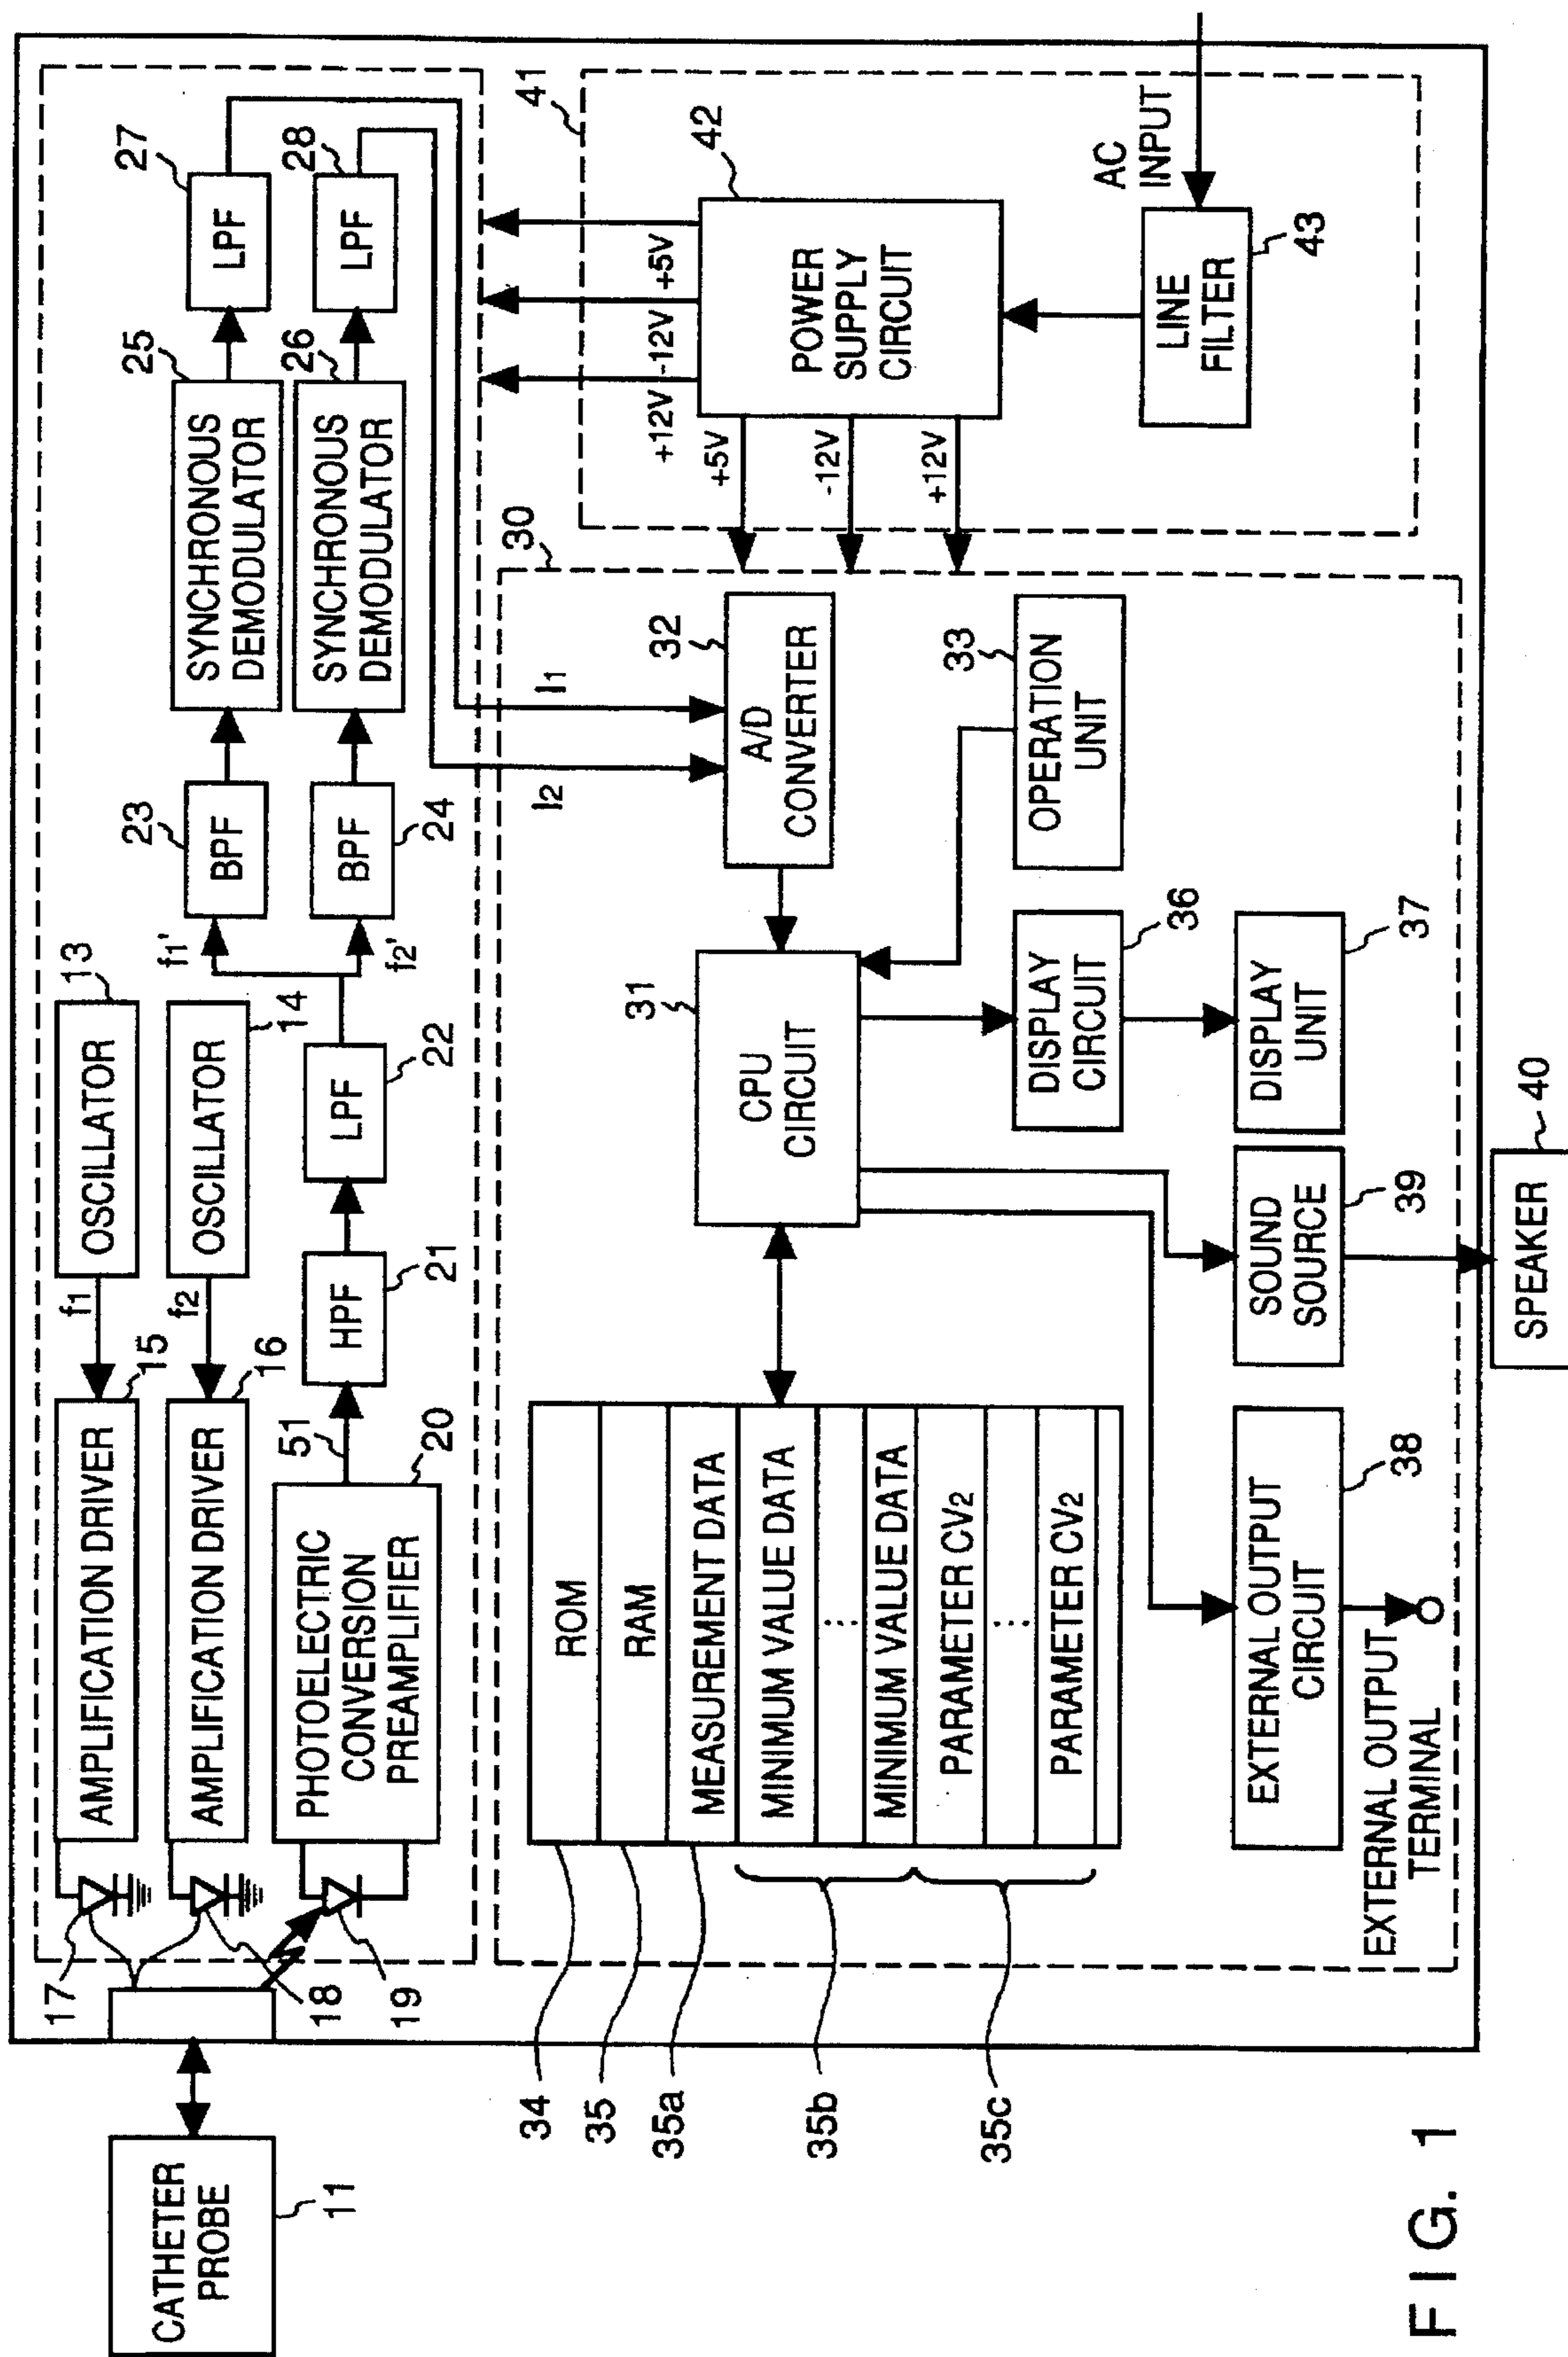 CATHETER
PROBE
11
17
18
19
AMPLIFICATION DRIVER
15
f1
OSCILLATOR
13
AMPLIFICATION DRIVER
16
f2
OSCILLATOR
14
PHOTOELECTRIC
CONVERSION
PREAMPLIFIER
20
51
HPF
21
LPF
22
f1'
f2'
BPF
23
BPF
24
SYNCHRONOUS
DEMODULATOR
25
SYNCHRONOUS
DEMODULATOR
26
LPF
27
LPF
28
I1
I2
30
34
35
35a
35b
35c
ROM
RAM
MEASUREMENT DATA
MINIMUM VALUE DATA
...
MINIMUM VALUE DATA
PARAMETER CV2
...
PARAMETER CV2
CPU
CIRCUIT
31
A/D
CONVERTER
32
OPERATION
UNIT
33
DISPLAY
CIRCUIT
36
DISPLAY
UNIT
37
EXTERNAL OUTPUT
CIRCUIT
38
EXTERNAL OUTPUT
TERMINAL
SOUND
SOURCE
39
SPEAKER
40
41
POWER
SUPPLY
CIRCUIT
42
+12V
-12V
+5V
+5V
-12V
+12V
LINE
FILTER
43
AC
INPUT
FIG. 1